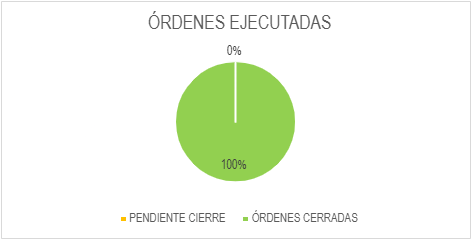 ÓRDENES EJECUTADAS
0%
100%
PENDIENTE CIERRE ÓRDENES CERRADAS